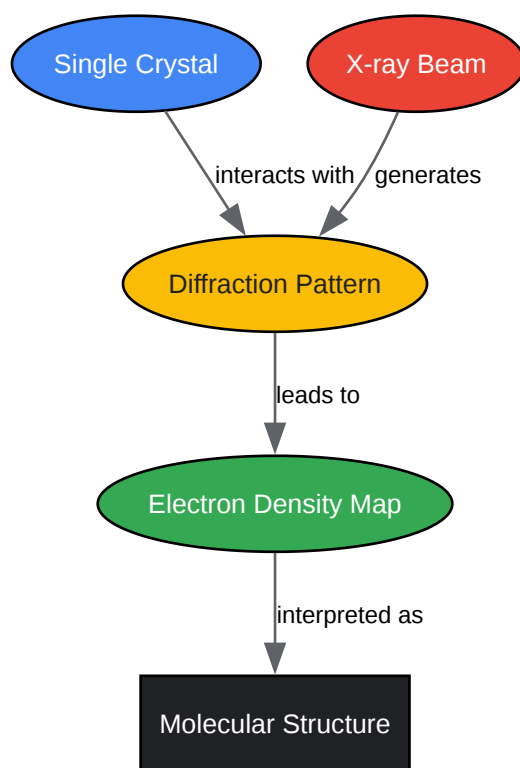 Single Crystal
X-ray Beam
interacts with
generates
Diffraction Pattern
leads to
Electron Density Map
interpreted as
Molecular Structure